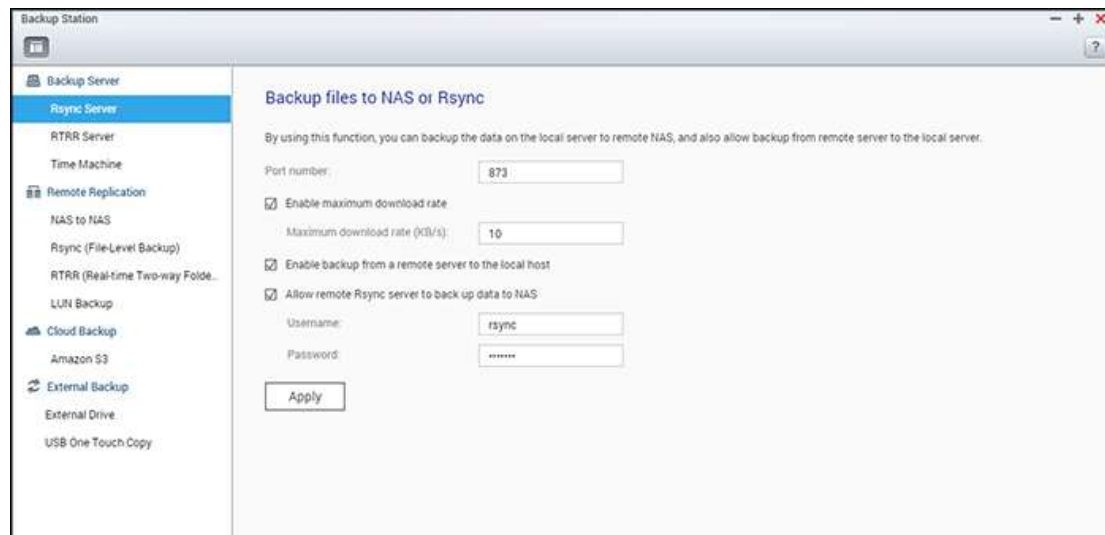 Backup Station
?
Backup Server
Rsync Server
RTRR Server
Time Machine
Remote Replication
NAS to NAS
Rsync (File-Level Backup)
RTRR (Real-time Two-way Folde..
LUN Backup
Cloud Backup
Amazon S3
External Backup
External Drive
USB One Touch Copy
Backup files to NAS or Rsync
By using this function, you can backup the data on the local server to remote NAS, and also allow backup from remote server to the local server.
Port number: 873
Enable maximum download rate
Maximum download rate (KB/s): 10
Enable backup from a remote server to the local host
Allow remote Rsync server to back up data to NAS
Username: rsync
Password: •••••••
Apply